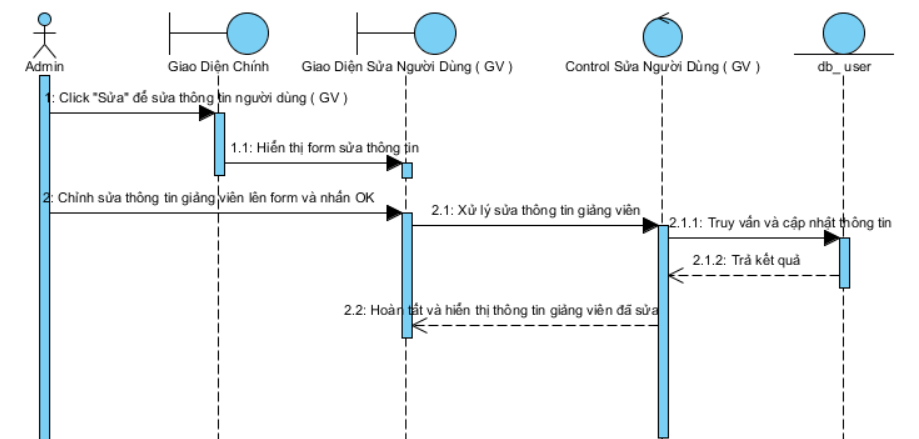 Admin
Giao Diện Chính
Giao Diện Sửa Người Dùng ( GV )
Control Sửa Người Dùng ( GV )
db_ user
1: Click "Sửa" để sửa thông tin người dùng ( GV )
1.1: Hiển thị form sửa thông tin
2: Chỉnh sửa thông tin giảng viên lên form và nhấn OK
2.1: Xử lý sửa thông tin giảng viên
2.1.1: Truy vấn và cập nhật thông tin
2.1.2: Trả kết quả
2.2: Hoàn tất và hiển thị thông tin giảng viên đã sửa